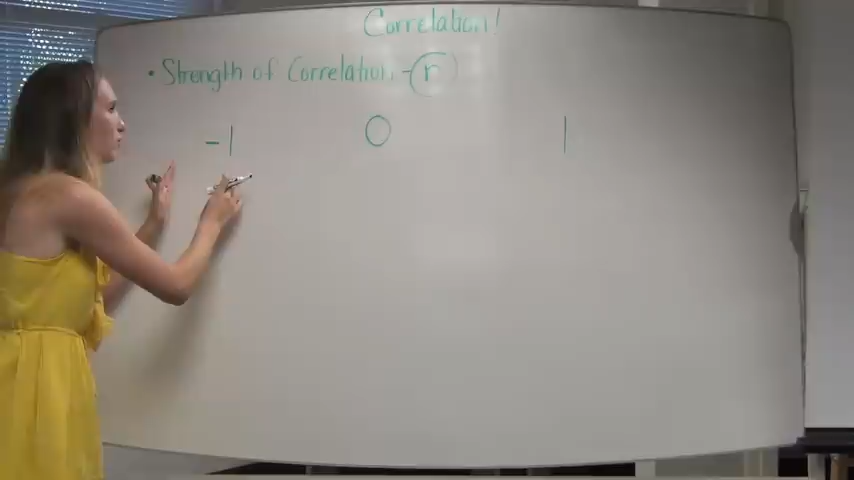 Correlation!
• Strength of Correlation - r
-1 0 1